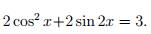 2 cos² x+2 sin 2x = 3.